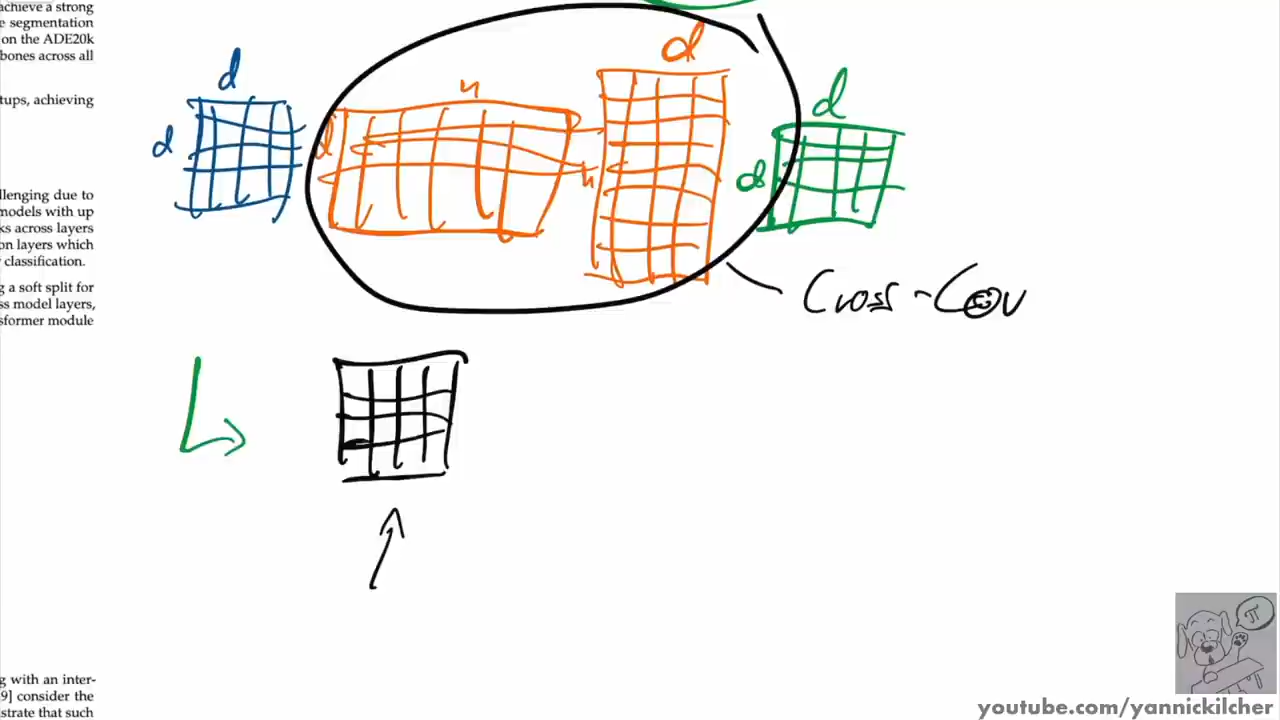 achieve a strong
e segmentation
on the ADE20k
bones across all
tups, achieving
llenging due to
models with up
ks across layers
on layers which
classification.
g a soft split for
ss model layers,
sformer module
d
d
n
d
d
n
d
d
Cross-Cov
π
g with an inter-
9] consider the
strate that such
youtube.com/yannickilcher